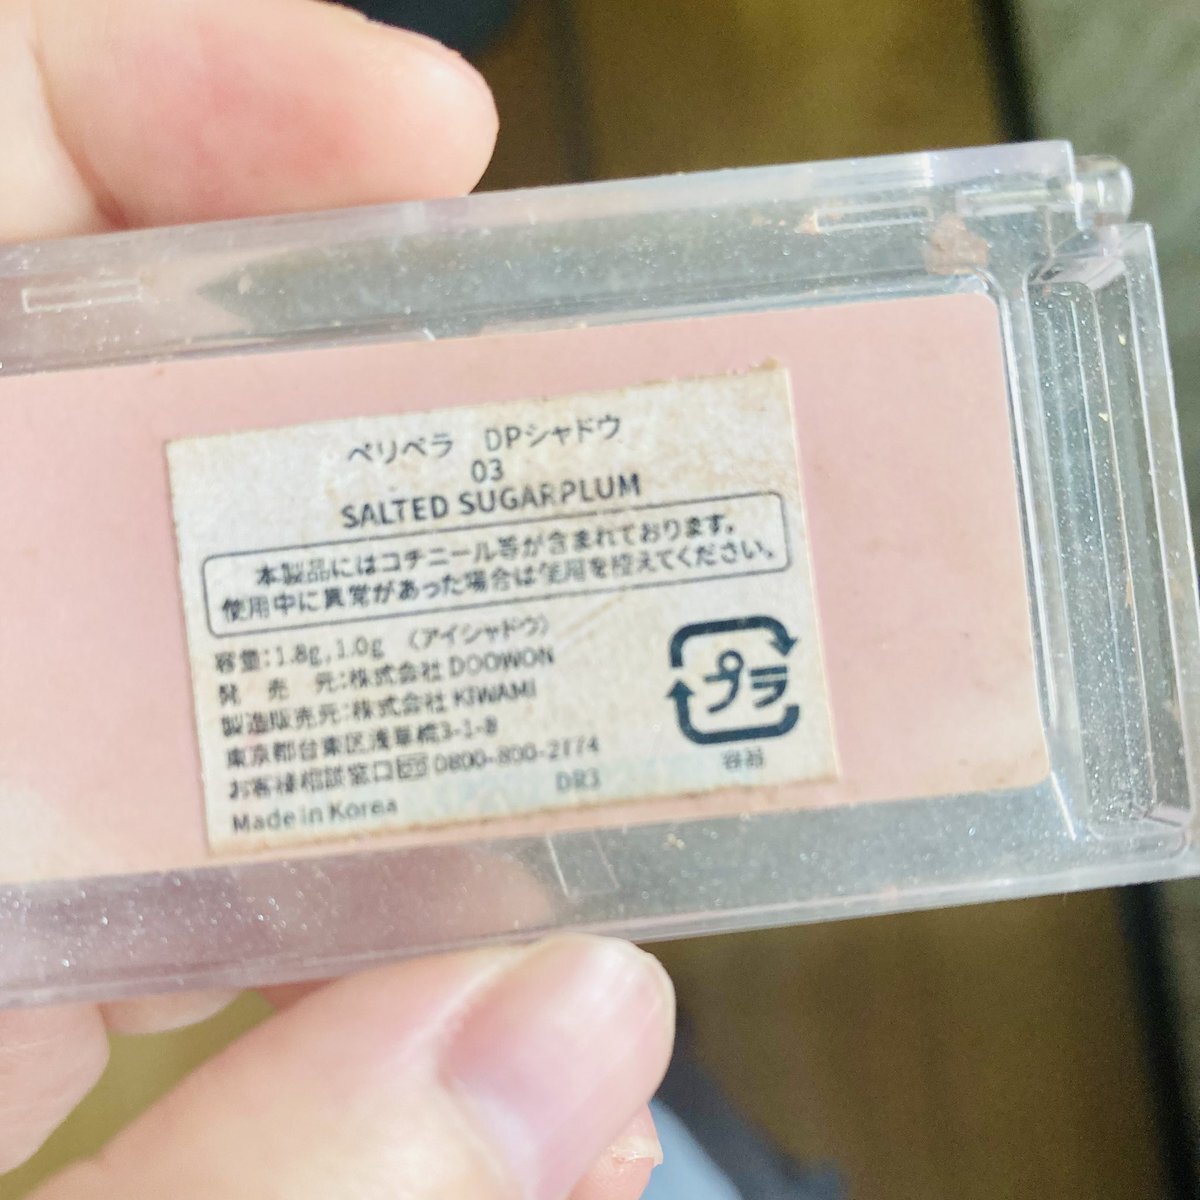 ペリペラ　DPシャドウ
03
SALTED SUGARPLUM
本製品にはコチニール等が含まれております。
使用中に異常があった場合は使用を控えてください。
容量：1.8g,1.0g 〈アイシャドウ〉
発　売　元：株式会社 DOOWON
製造販売元：株式会社 KIWAMI
東京都台東区浅草橋3-1-8
お客様相談窓口 0800-800-2774
Made in Korea
DR3
プラ
容器